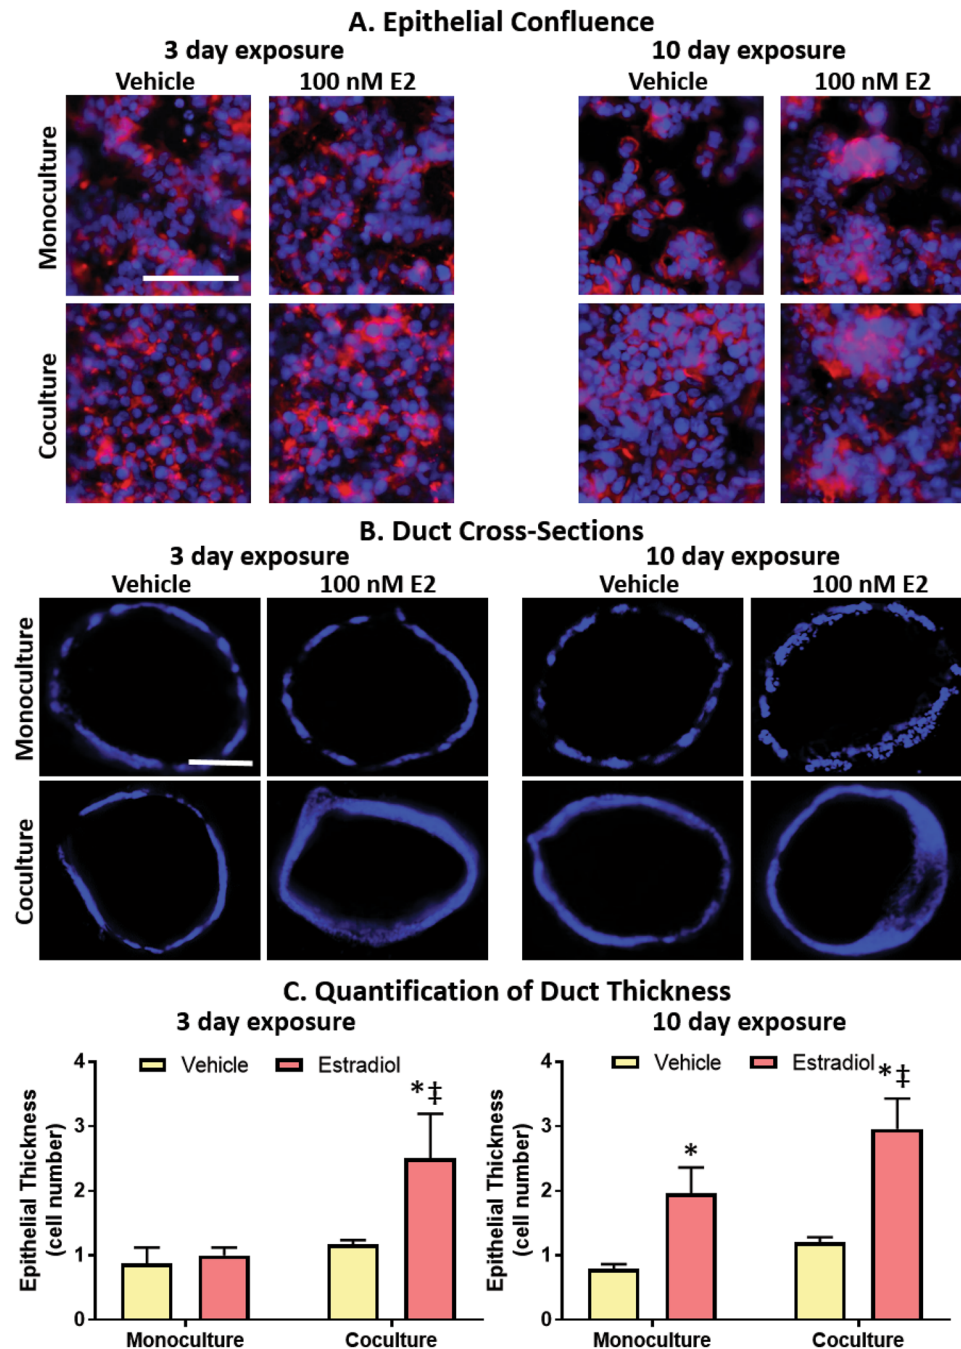 A. Epithelial Confluence
3 day exposure 10 day exposure
Vehicle 100 nM E2 Vehicle 100 nM E2
Monoculture
Coculture
B. Duct Cross-Sections
3 day exposure 10 day exposure
Vehicle 100 nM E2 Vehicle 100 nM E2
Monoculture
Coculture
C. Quantification of Duct Thickness
3 day exposure
Vehicle Estradiol
Epithelial Thickness
(cell number)
4
3
2
1
0
*‡
Monoculture Coculture
10 day exposure
Vehicle Estradiol
Epithelial Thickness
(cell number)
4
3
2
1
0
*
*‡
Monoculture Coculture